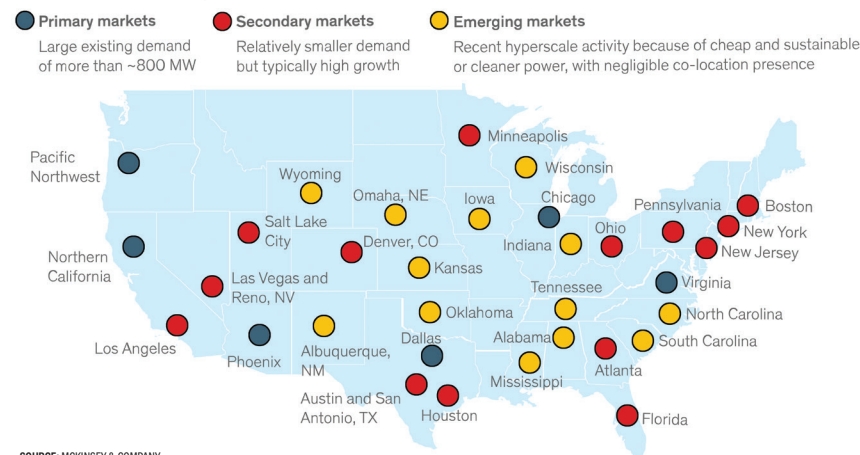 Primary markets
Large existing demand
of more than ~800 MW
Secondary markets
Relatively smaller demand
but typically high growth
Emerging markets
Recent hyperscale activity because of cheap and sustainable
or cleaner power, with negligible co-location presence
Pacific
Northwest
Minneapolis
Wisconsin
Wyoming
Omaha, NE
Iowa
Chicago
Pennsylvania
Boston
New York
New Jersey
Salt Lake
City
Denver, CO
Indiana
Ohio
Northern
California
Las Vegas and
Reno, NV
Kansas
Virginia
Tennessee
Oklahoma
North Carolina
Los Angeles
Phoenix
Albuquerque,
NM
Dallas
Alabama
South Carolina
Mississippi
Atlanta
Austin and San
Antonio, TX
Houston
Florida
SOURCE: MCKINSEY & COMPANY